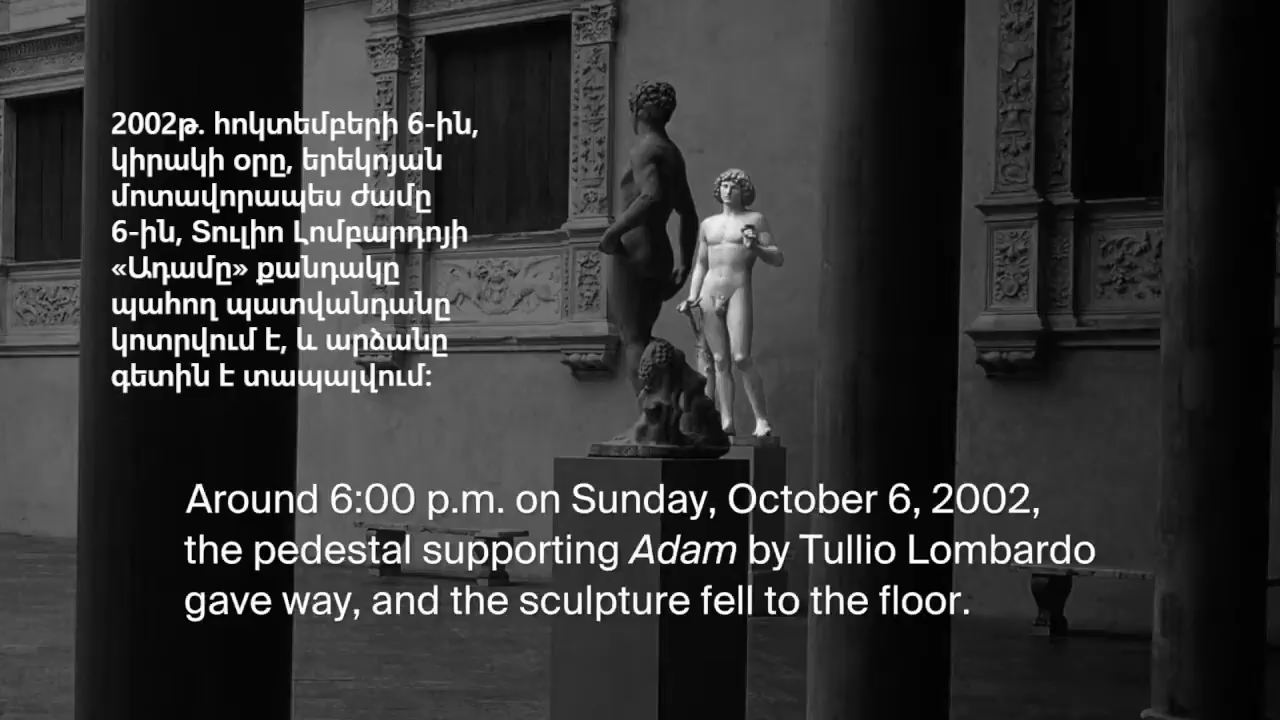 2002թ. հոկտեմբերի 6-ին,
կիրակի օրը, երեկոյան
մոտավորապես ժամը
6-ին, Տուլիո Լոմբարդոյի
«Ադամը» քանդակը
պահող պատվանդանը
կոտրվում է, և արձանը
գետին է տապալվում:
Around 6:00 p.m. on Sunday, October 6, 2002,
the pedestal supporting Adam by Tullio Lombardo
gave way, and the sculpture fell to the floor.